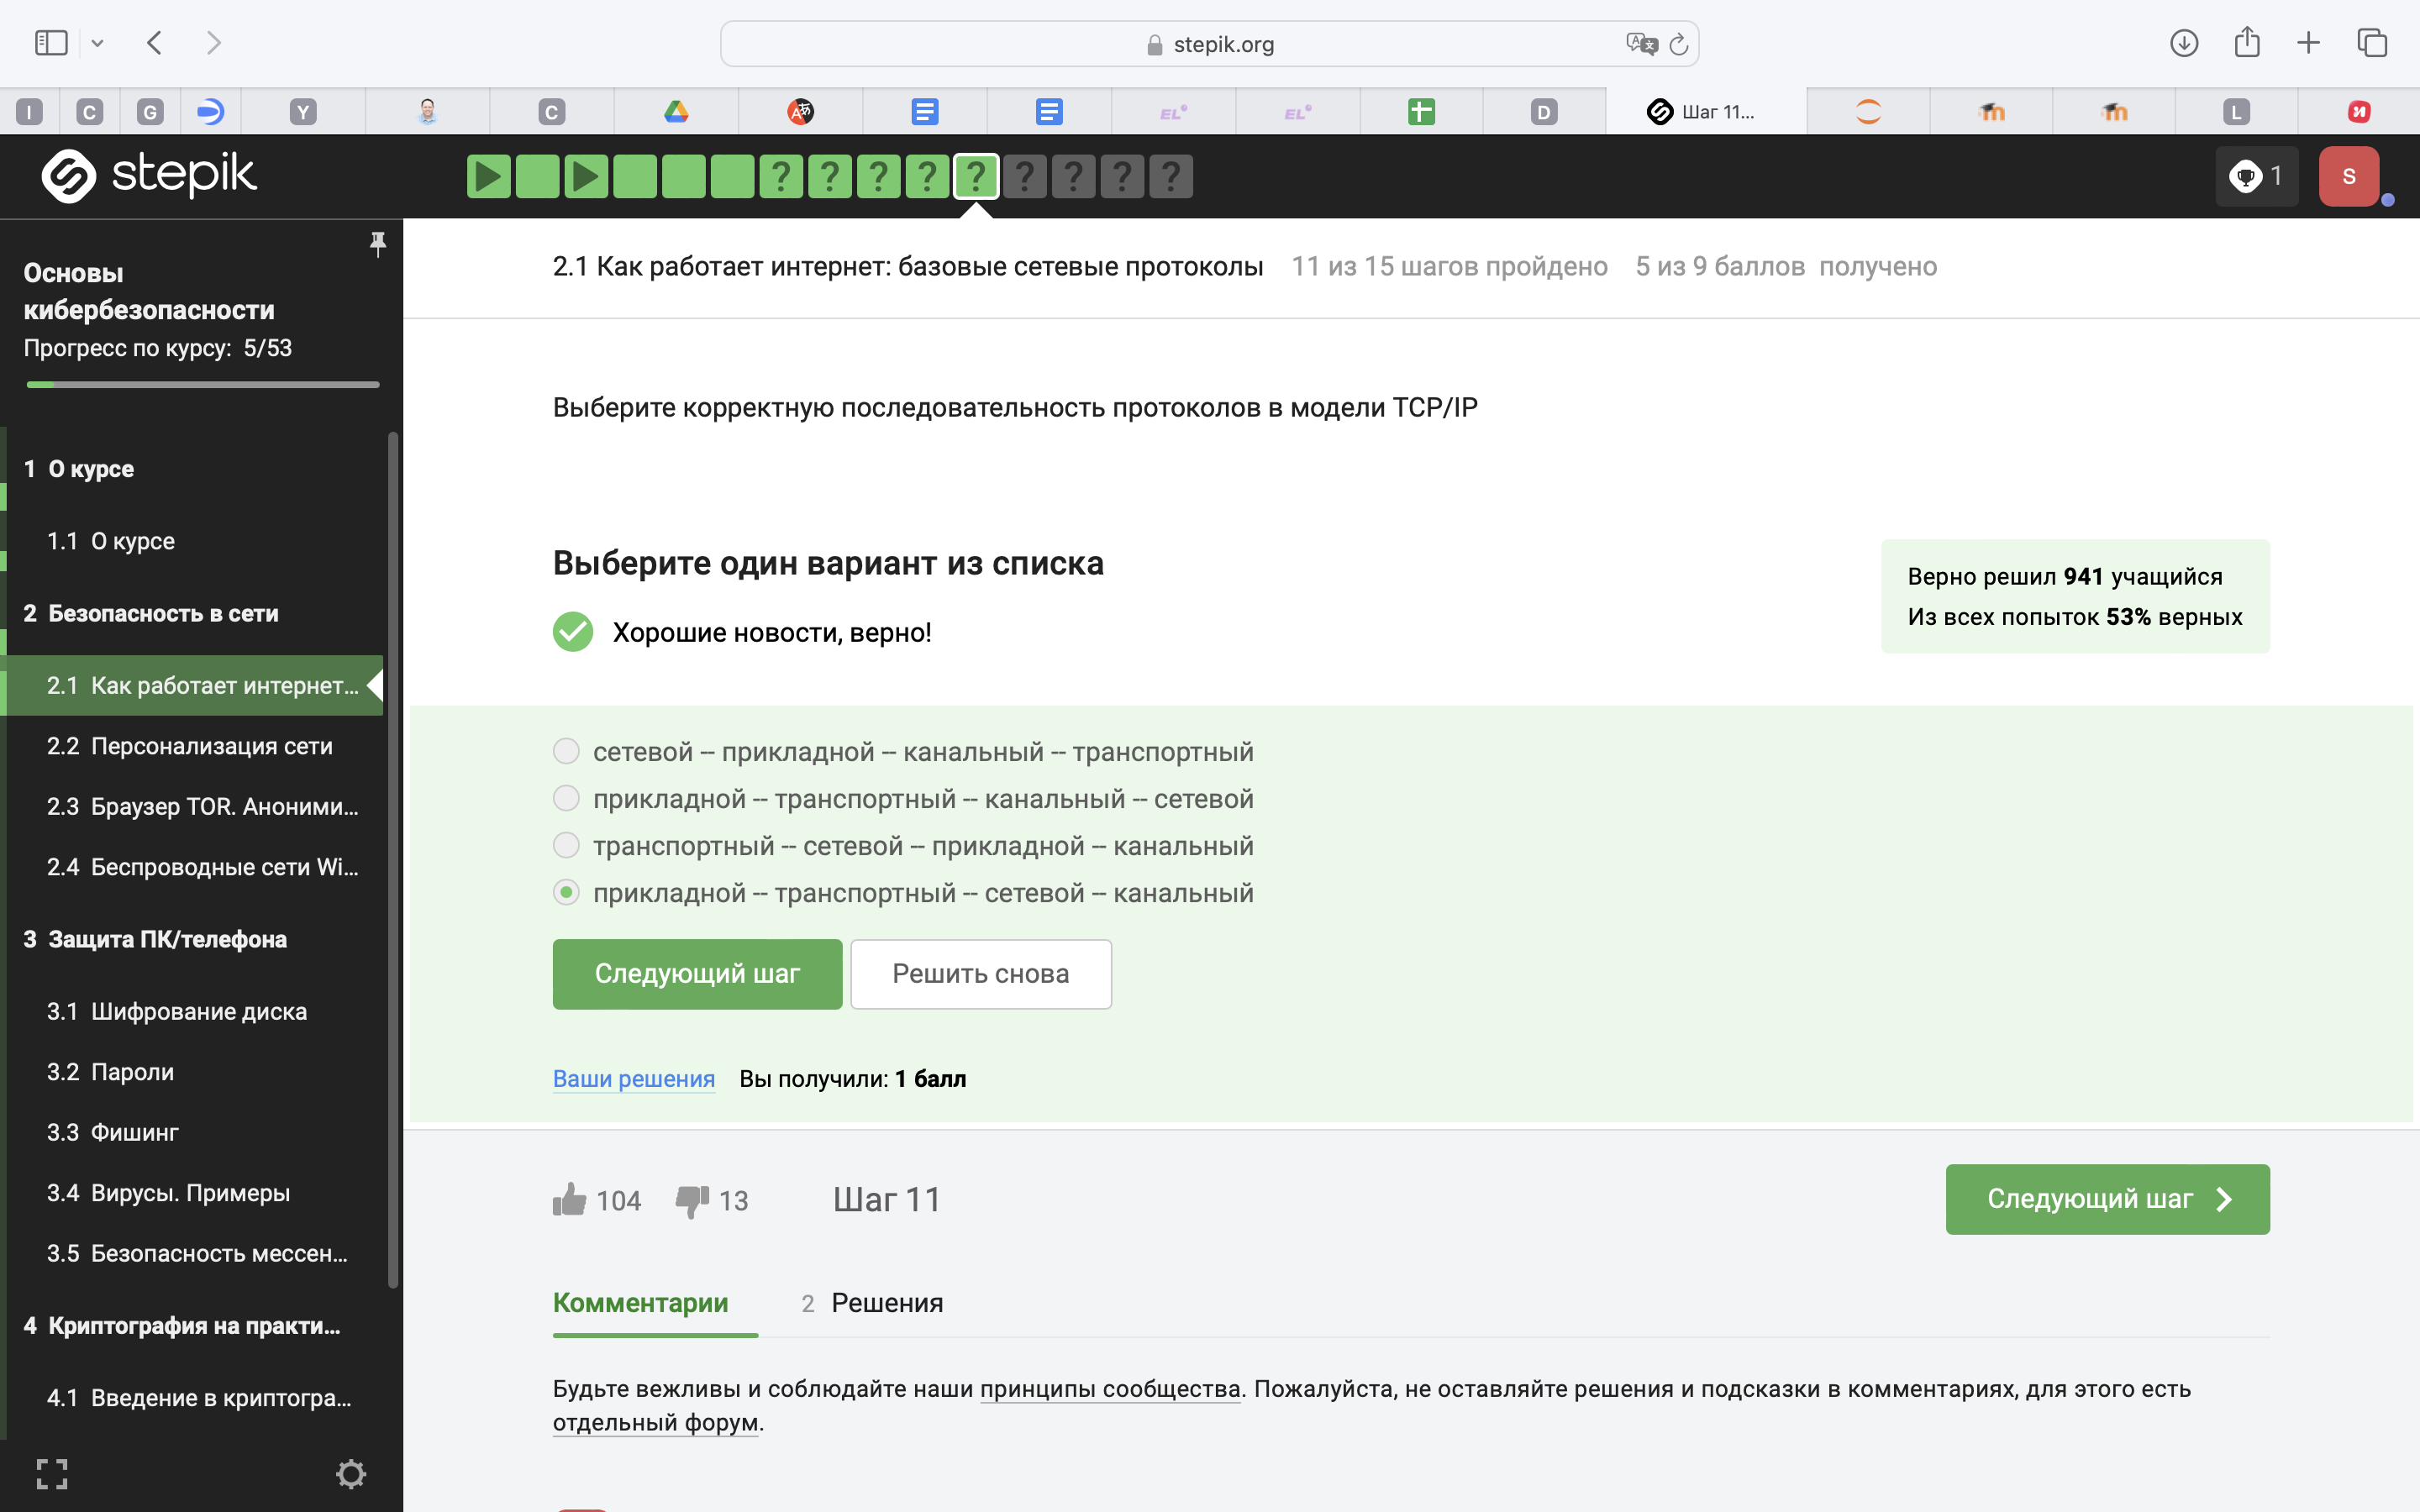 stepik.org
I
C
G
Y
C
EL
EL
D
Шаг 11...
L
stepik
? ? ? ? ? ? ? ? ?
1
S
Основы
кибербезопасности
Прогресс по курсу: 5/53
1 О курсе
1.1 О курсе
2 Безопасность в сети
2.1 Как работает интернет...
2.2 Персонализация сети
2.3 Браузер TOR. Аноними...
2.4 Беспроводные сети Wi...
3 Защита ПК/телефона
3.1 Шифрование диска
3.2 Пароли
3.3 Фишинг
3.4 Вирусы. Примеры
3.5 Безопасность мессен...
4 Криптография на практи...
4.1 Введение в криптогра...
2.1 Как работает интернет: базовые сетевые протоколы 11 из 15 шагов пройдено 5 из 9 баллов получено
Выберите корректную последовательность протоколов в модели TCP/IP
Выберите один вариант из списка
Хорошие новости, верно!
Верно решил 941 учащийся
Из всех попыток 53% верных
сетевой -- прикладной -- канальный -- транспортный
прикладной -- транспортный -- канальный -- сетевой
транспортный -- сетевой -- прикладной -- канальный
прикладной -- транспортный -- сетевой -- канальный
Следующий шаг Решить снова
Ваши решения Вы получили: 1 балл
104 13 Шаг 11
Следующий шаг
Комментарии 2 Решения
Будьте вежливы и соблюдайте наши принципы сообщества. Пожалуйста, не оставляйте решения и подсказки в комментариях, для этого есть
отдельный форум.